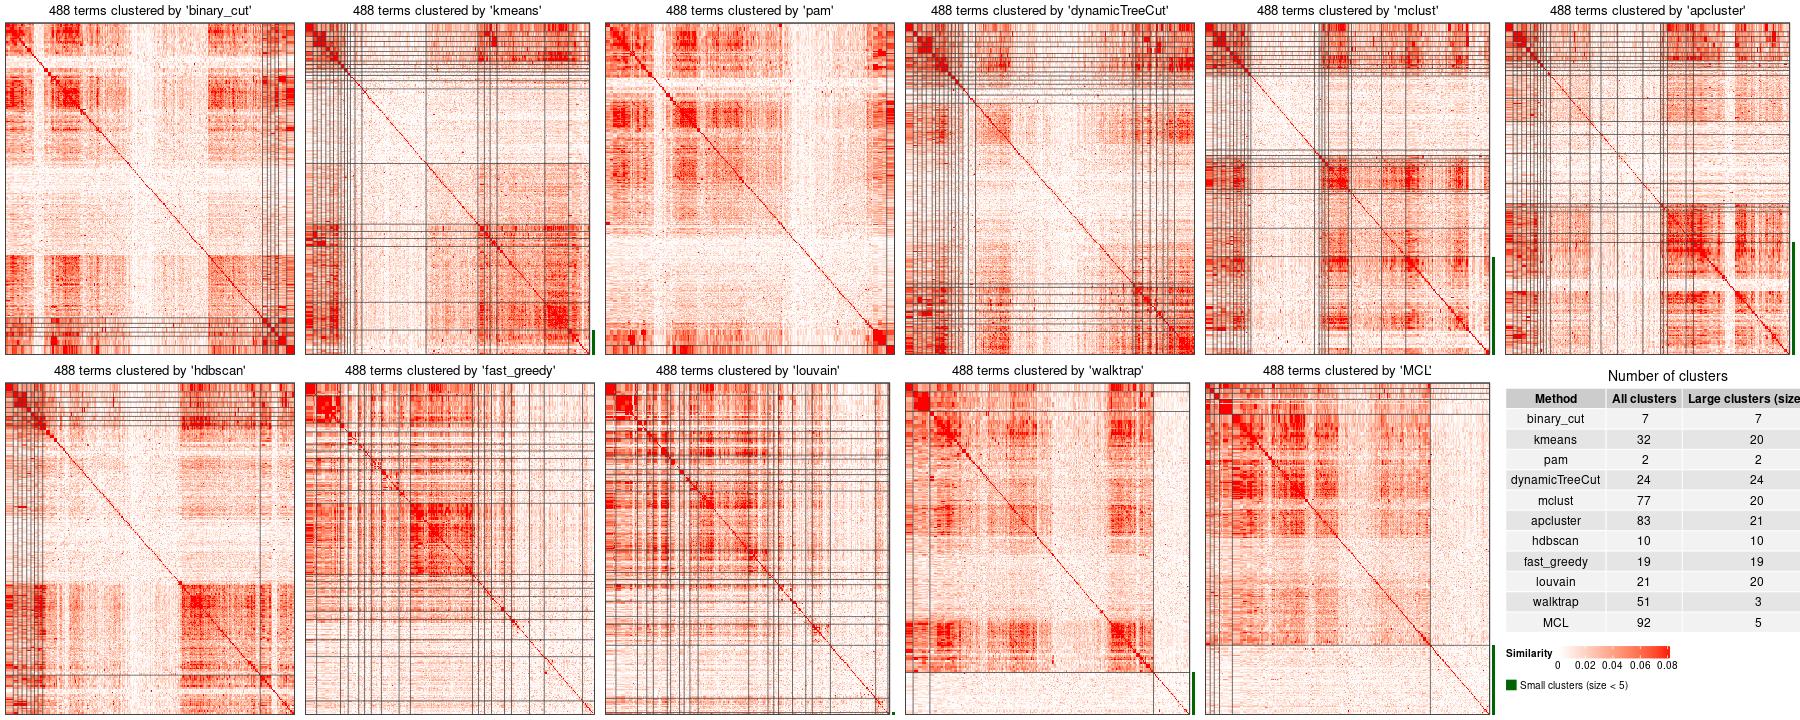 488 terms clustered by 'binary_cut'
488 terms clustered by 'kmeans'
488 terms clustered by 'pam'
488 terms clustered by 'dynamicTreeCut'
488 terms clustered by 'mclust'
488 terms clustered by 'apcluster'
488 terms clustered by 'hdbscan'
488 terms clustered by 'fast_greedy'
488 terms clustered by 'louvain'
488 terms clustered by 'walktrap'
488 terms clustered by 'MCL'
Number of clusters
Method All clusters Large clusters (size
binary_cut 7 7
kmeans 32 20
pam 2 2
dynamicTreeCut 24 24
mclust 77 20
apcluster 83 21
hdbscan 10 10
fast_greedy 19 19
louvain 21 20
walktrap 51 3
MCL 92 5
Similarity
0 0.02 0.04 0.06 0.08
Small clusters (size < 5)